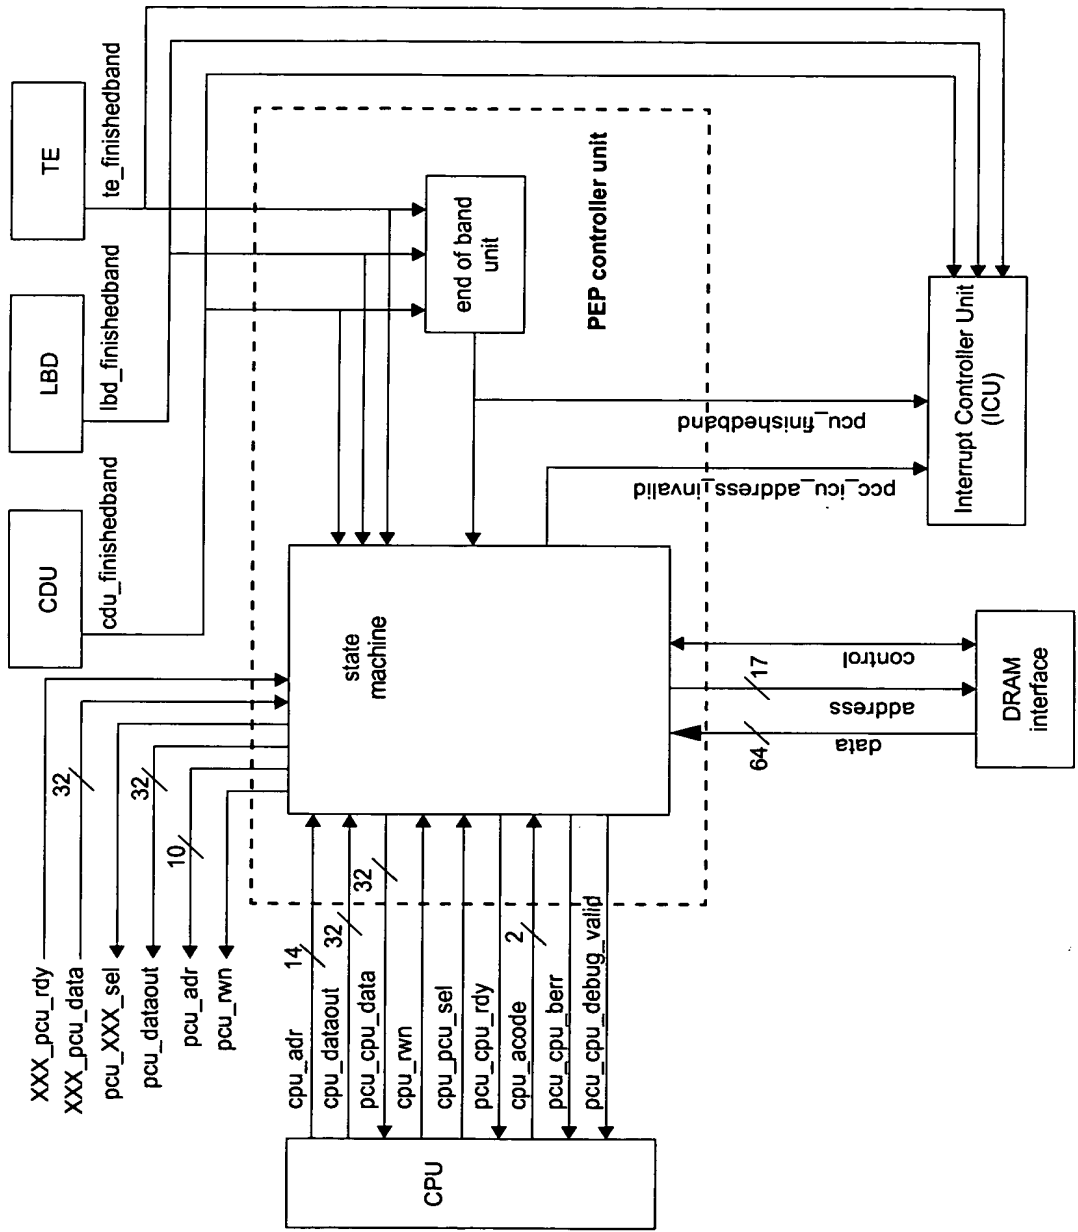 CDU
LBD
TE
cdu_finishedband
lbd_finishedband
te_finishedband
XXX_pcu_rdy
XXX_pcu_data
32
pcu_XXX_sel
pcu_dataout
32
pcu_adr
10
pcu_rwn
state
machine
end of band
unit
PEP controller unit
cpu_adr
14
cpu_dataout
32
pcu_cpu_data
32
cpu_rwn
cpu_pcu_sel
pcu_cpu_rdy
cpu_acode
2
pcu_cpu_berr
pcu_cpu_debug_valid
CPU
pcu_finishedband
pcc_icu_address_invalid
Interrupt Controller Unit
(ICU)
control
17
address
64
data
DRAM
interface